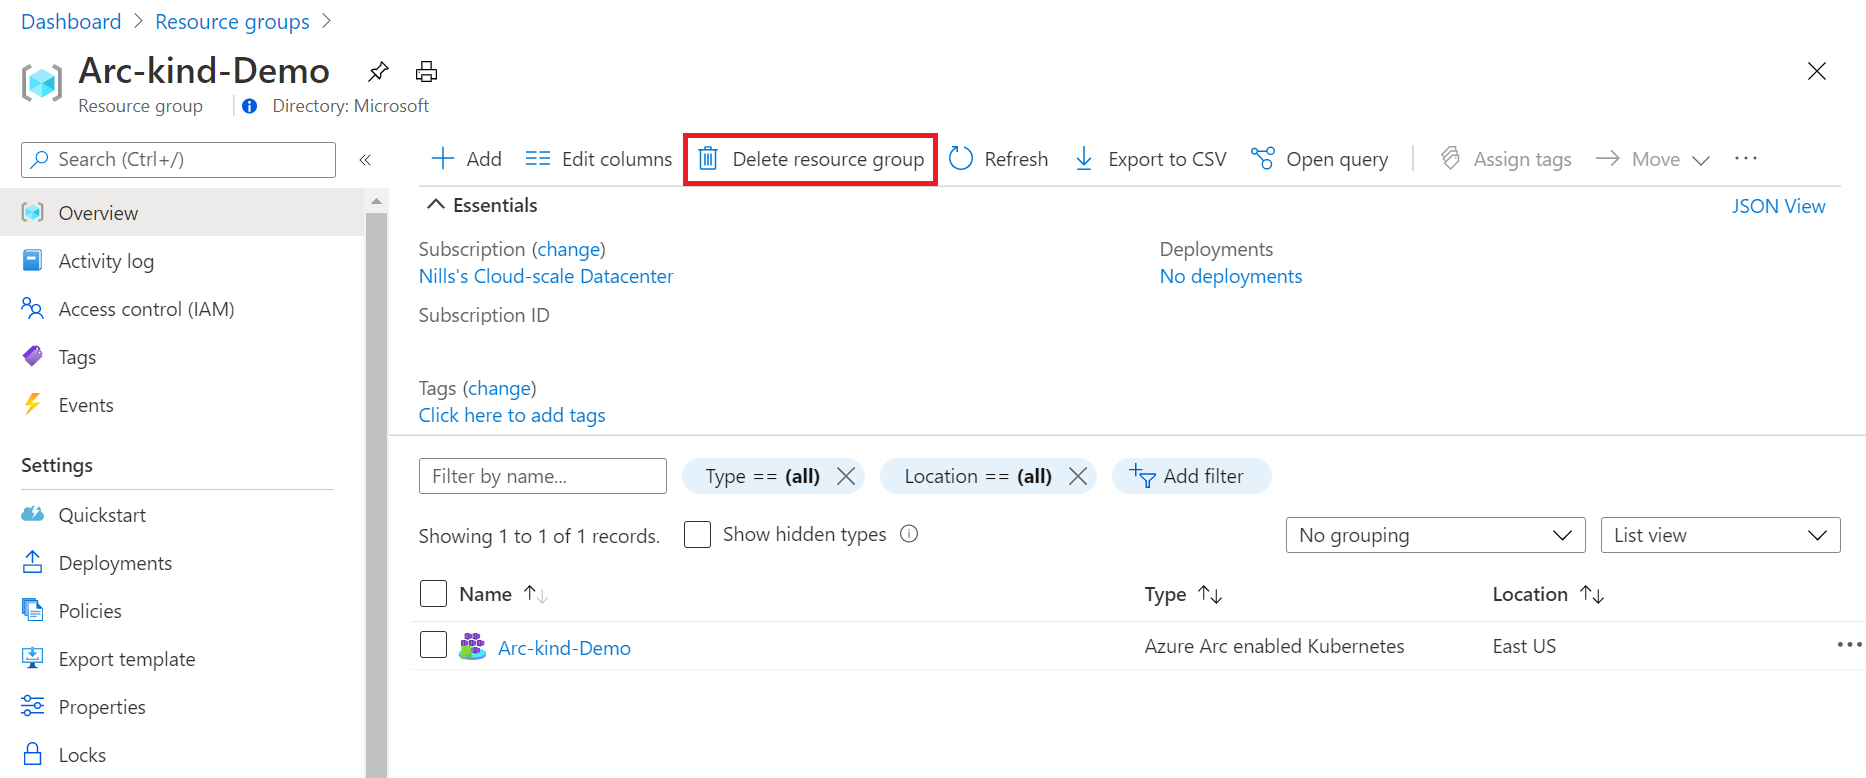 Dashboard > Resource groups >
Arc-kind-Demo
Resource group
Directory: Microsoft
Search (Ctrl+/)
«
Overview
Activity log
Access control (IAM)
Tags
Events
Settings
Quickstart
Deployments
Policies
Export template
Properties
Locks
Add
Edit columns
Delete resource group
Refresh
Export to CSV
Open query
Assign tags
Move
Essentials
JSON View
Subscription (change)
Nills's Cloud-scale Datacenter
Subscription ID
Deployments
No deployments
Tags (change)
Click here to add tags
Filter by name...
Type == (all)
Location == (all)
Add filter
Showing 1 to 1 of 1 records.
Show hidden types
No grouping
List view
Name
Type
Location
Arc-kind-Demo
Azure Arc enabled Kubernetes
East US